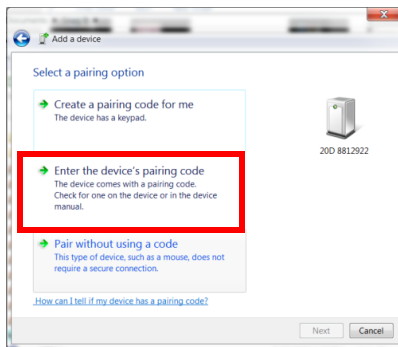 Add a device
Select a pairing option
Create a pairing code for me
The device has a keypad.
20D 8812922
Enter the device's pairing code
The device comes with a pairing code.
Check for one on the device or in the device
manual.
Pair without using a code
This type of device, such as a mouse, does not
require a secure connection.
How can I tell if my device has a pairing code?
Next
Cancel